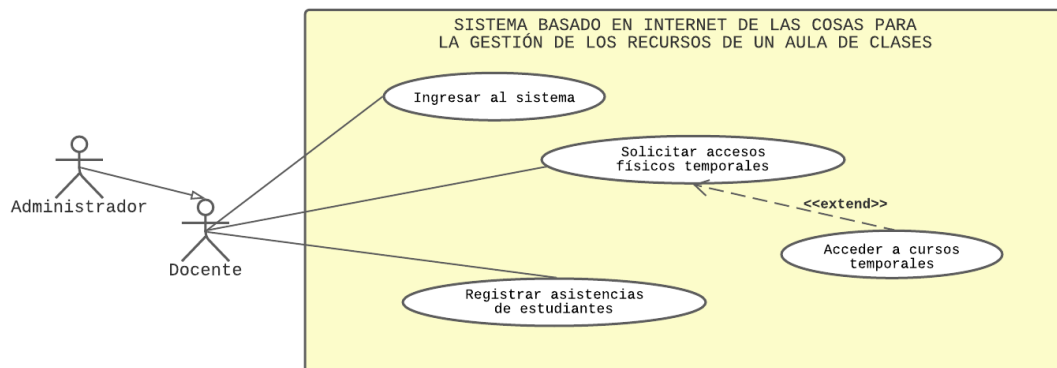 SISTEMA BASADO EN INTERNET DE LAS COSAS PARA
LA GESTIÓN DE LOS RECURSOS DE UN AULA DE CLASES
Ingresar al sistema
Solicitar accesos
físicos temporales
Administrador
<<extend>>
Docente
Acceder a cursos
temporales
Registrar asistencias
de estudiantes